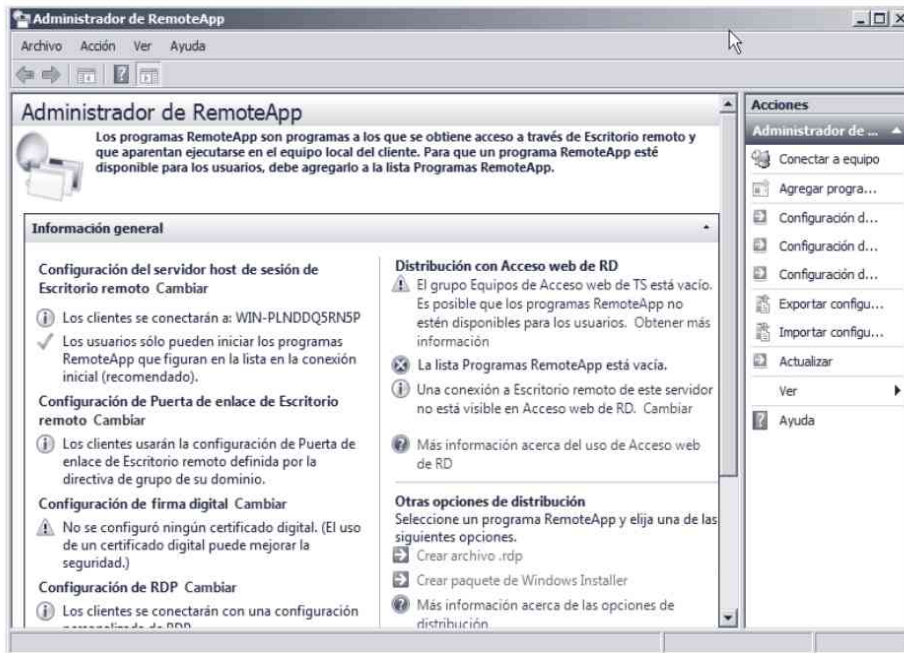 Administrador de RemoteApp
Archivo Acción Ver Ayuda
Administrador de RemoteApp
Los programas RemoteApp son programas a los que se obtiene acceso a través de Escritorio remoto y
que aparentan ejecutarse en el equipo local del cliente. Para que un programa RemoteApp esté
disponible para los usuarios, debe agregarlo a la lista Programas RemoteApp.
Información general
Configuración del servidor host de sesión de
Escritorio remoto Cambiar
Los clientes se conectarán a: WIN-PLNDDQ5RN5P
Los usuarios sólo pueden iniciar los programas
RemoteApp que figuran en la lista en la conexión
inicial (recomendado).
Configuración de Puerta de enlace de Escritorio
remoto Cambiar
Los clientes usarán la configuración de Puerta de
enlace de Escritorio remoto definida por la
directiva de grupo de su dominio.
Configuración de firma digital Cambiar
No se configuró ningún certificado digital. (El uso
de un certificado digital puede mejorar la
seguridad.)
Configuración de RDP Cambiar
Los clientes se conectarán con una configuración
personalizada de RDP
Distribución con Acceso web de RD
El grupo Equipos de Acceso web de TS está vacío.
Es posible que los programas RemoteApp no
estén disponibles para los usuarios. Obtener más
información
La lista Programas RemoteApp está vacía.
Una conexión a Escritorio remoto de este servidor
no está visible en Acceso web de RD. Cambiar
Más información acerca del uso de Acceso web
de RD
Otras opciones de distribución
Seleccione un programa RemoteApp y elija una de las
siguientes opciones.
Crear archivo .rdp
Crear paquete de Windows Installer
Más información acerca de las opciones de
distribución
Acciones
Administrador de ...
Conectar a equipo
Agregar progra...
Configuración d...
Configuración d...
Configuración d...
Exportar configu...
Importar configu...
Actualizar
Ver
Ayuda